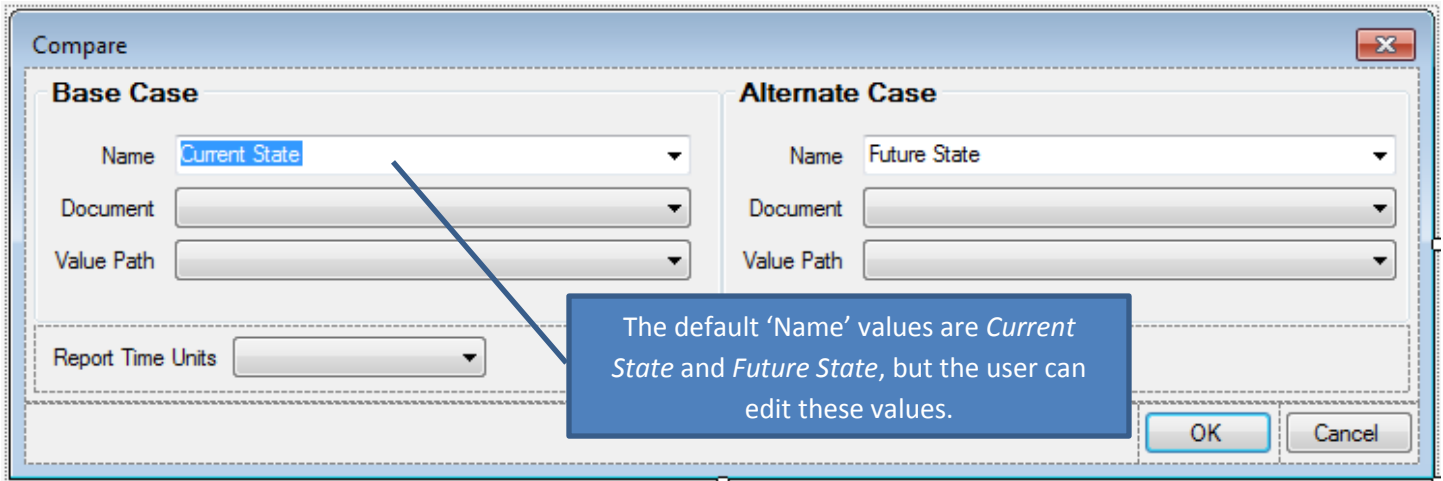 Compare
Base Case
Name Current State
Document
Value Path
Alternate Case
Name Future State
Document
Value Path
Report Time Units
The default ‘Name’ values are Current
State and Future State, but the user can
edit these values.
OK Cancel